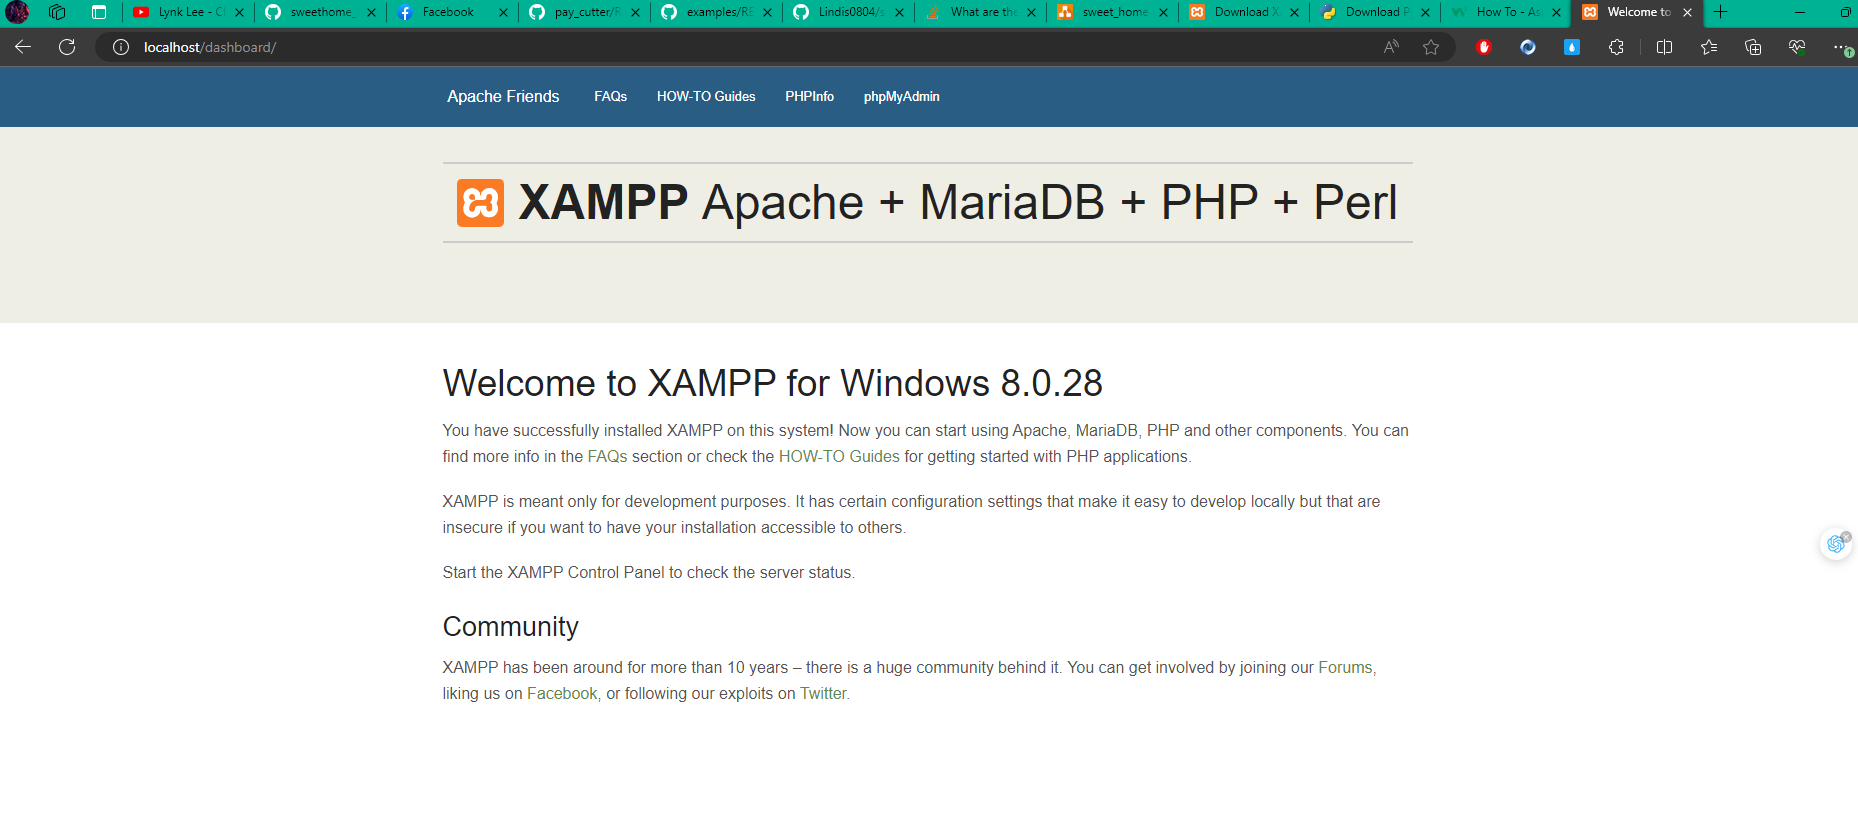 Lynk Lee - C
sweethome_
Facebook
pay_cutter/R
examples/RE
Lindis0804/s
What are the
sweet_home
Download X
Download P
How To - As
Welcome to
localhost/dashboard/
Apache Friends FAQs HOW-TO Guides PHPInfo phpMyAdmin
XAMPP Apache + MariaDB + PHP + Perl
Welcome to XAMPP for Windows 8.0.28
You have successfully installed XAMPP on this system! Now you can start using Apache, MariaDB, PHP and other components. You can
find more info in the FAQs section or check the HOW-TO Guides for getting started with PHP applications.
XAMPP is meant only for development purposes. It has certain configuration settings that make it easy to develop locally but that are
insecure if you want to have your installation accessible to others.
Start the XAMPP Control Panel to check the server status.
Community
XAMPP has been around for more than 10 years – there is a huge community behind it. You can get involved by joining our Forums,
liking us on Facebook, or following our exploits on Twitter.